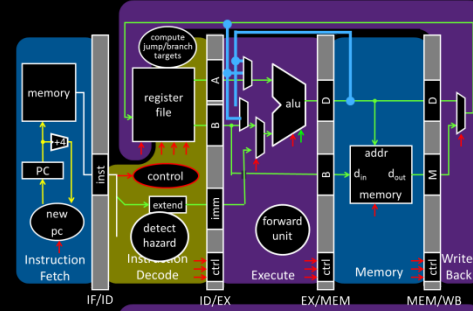 compute
jump/branch
targets
memory
register
file
A
B
alu
D
D
+4
addr
PC
inst
control
B
din
dout
M
memory
extend
imm
new
pc
detect
hazard
forward
unit
Instruction
Fetch
Instruction
Decode
ctrl
Execute
ctrl
Memory
ctrl
Write
Back
IF/ID
ID/EX
EX/MEM
MEM/WB